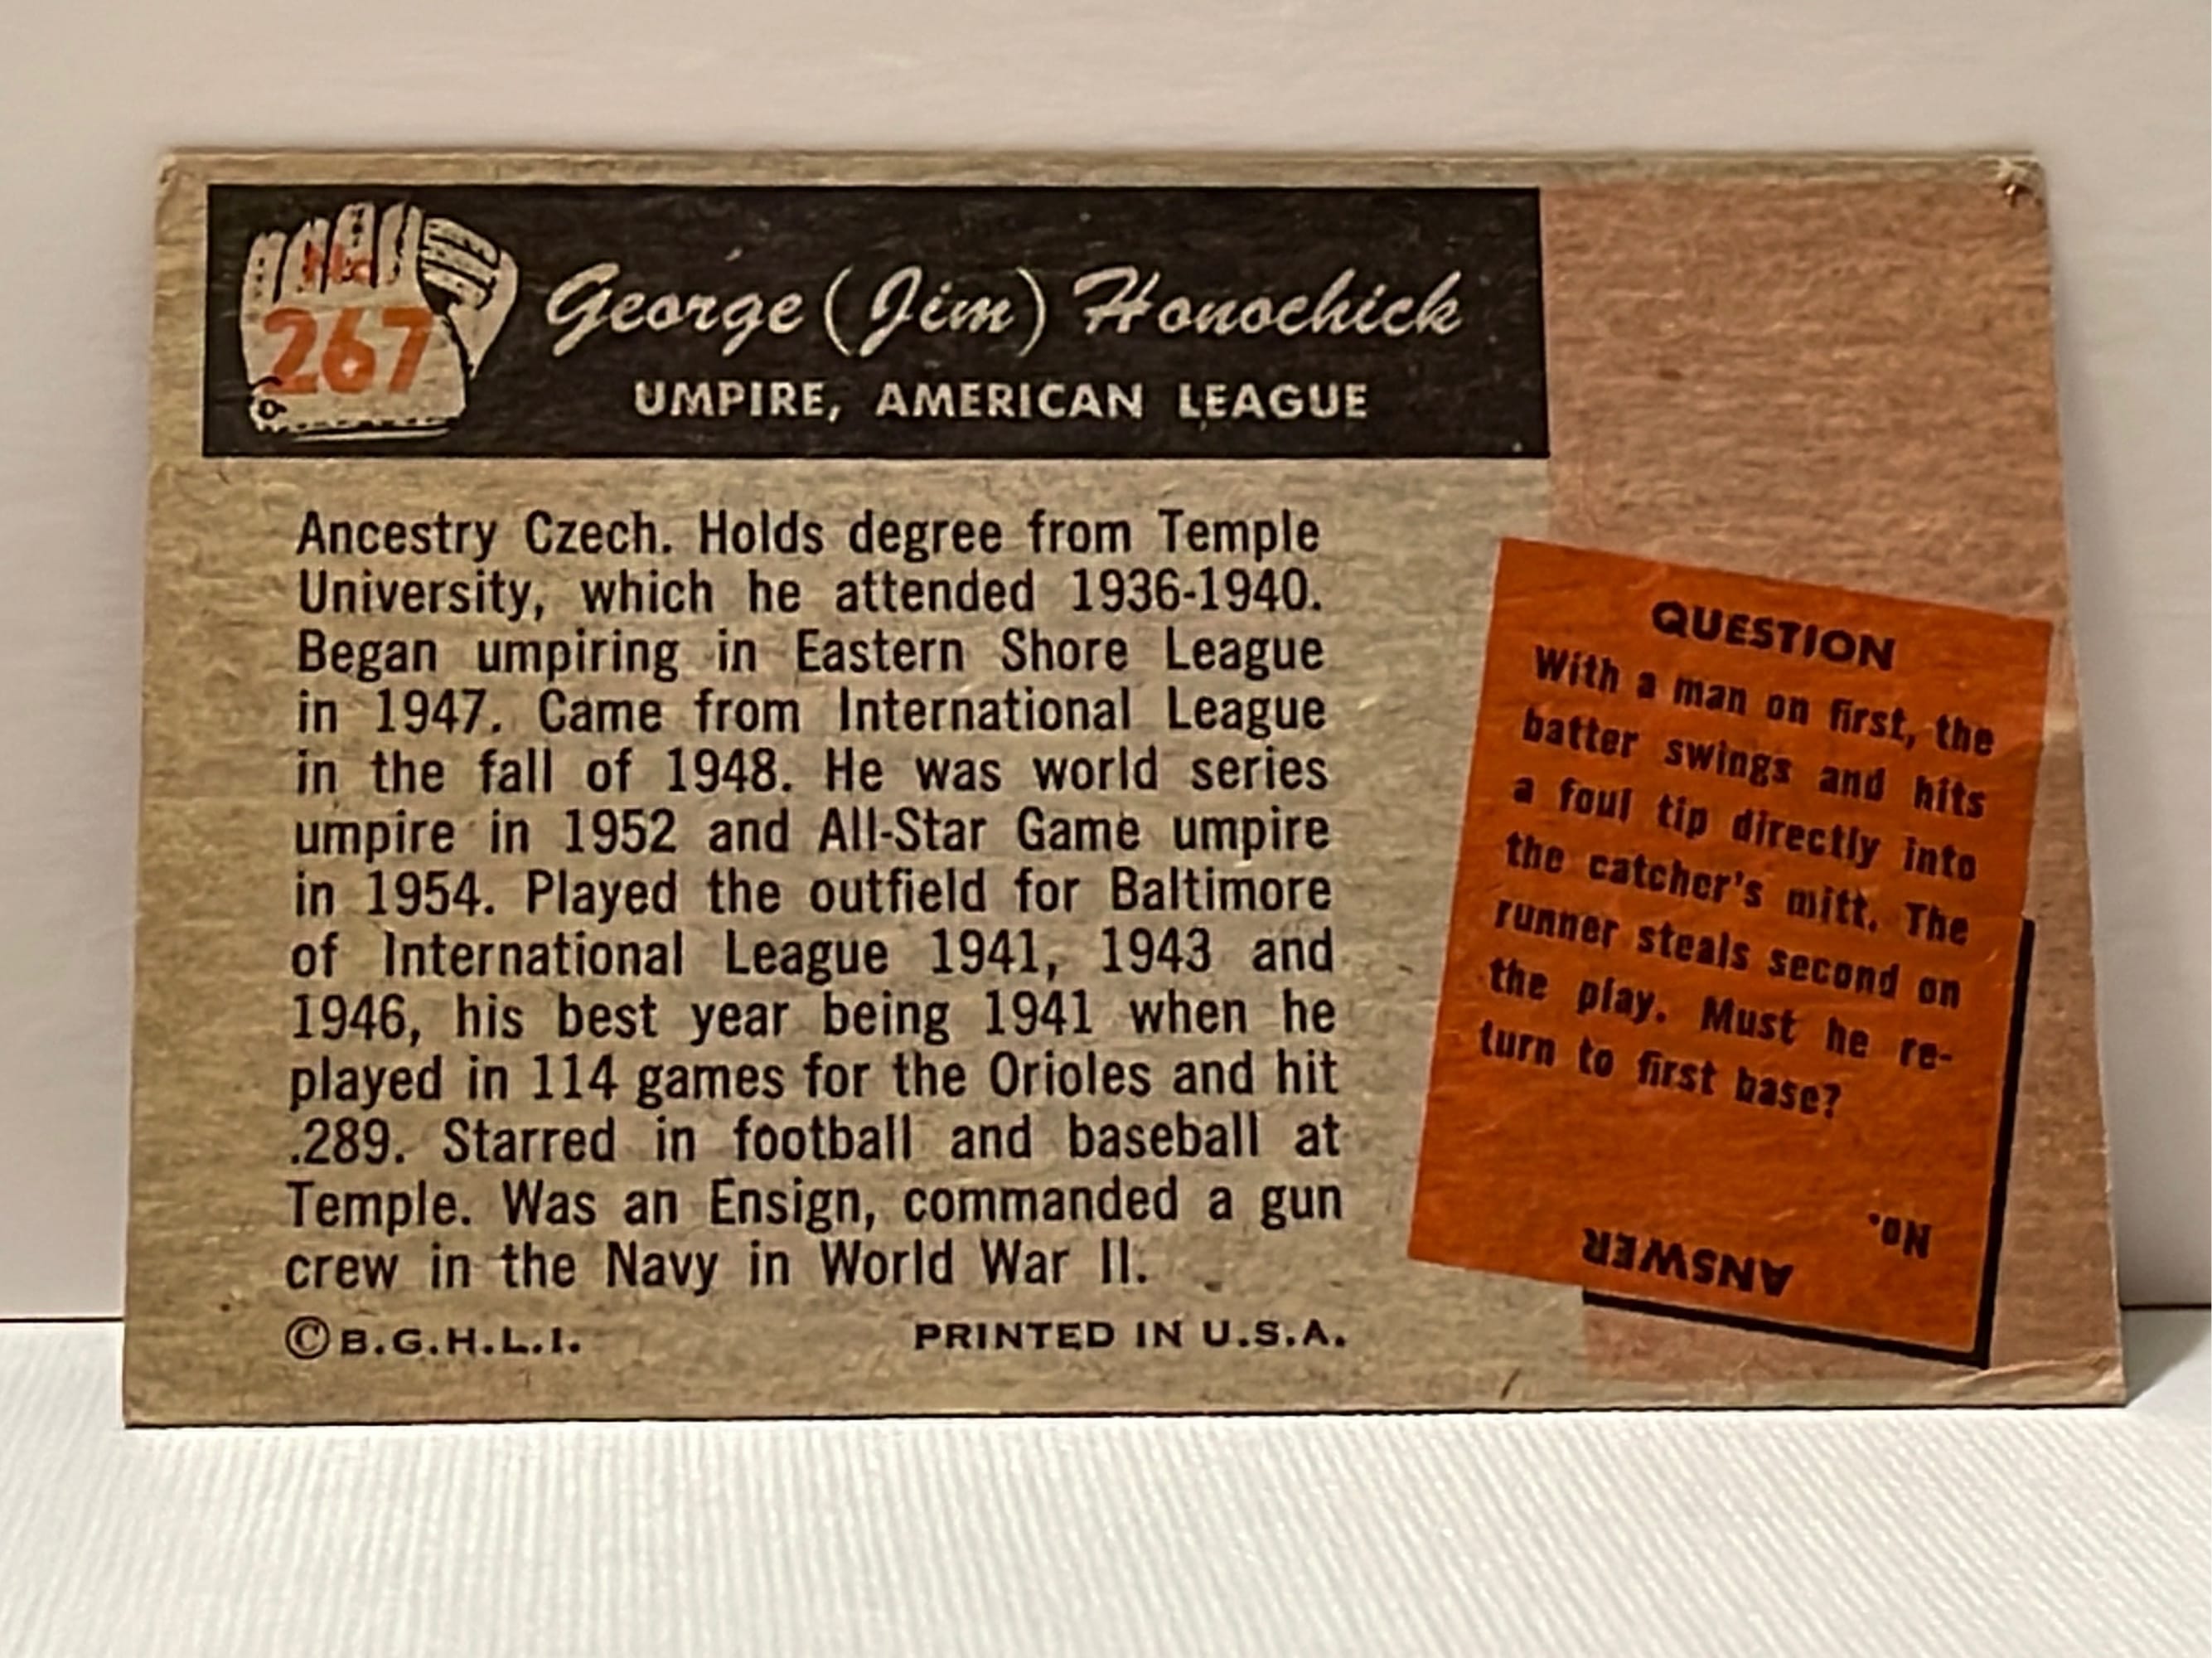 No.
267
George (Jim) Honochick
UMPIRE, AMERICAN LEAGUE
Ancestry Czech. Holds degree from Temple
University, which he attended 1936-1940.
Began umpiring in Eastern Shore League
in 1947. Came from International League
in the fall of 1948. He was world series
umpire in 1952 and All-Star Game umpire
in 1954. Played the outfield for Baltimore
of International League 1941, 1943 and
1946, his best year being 1941 when he
played in 114 games for the Orioles and hit
.289. Starred in football and baseball at
Temple. Was an Ensign, commanded a gun
crew in the Navy in World War II.
©B.G.H.L.I.
PRINTED IN U.S.A.
QUESTION
With a man on first, the
batter swings and hits
a foul tip directly into
the catcher's mitt. The
runner steals second on
the play. Must he re-
turn to first base?
ANSWER
No.